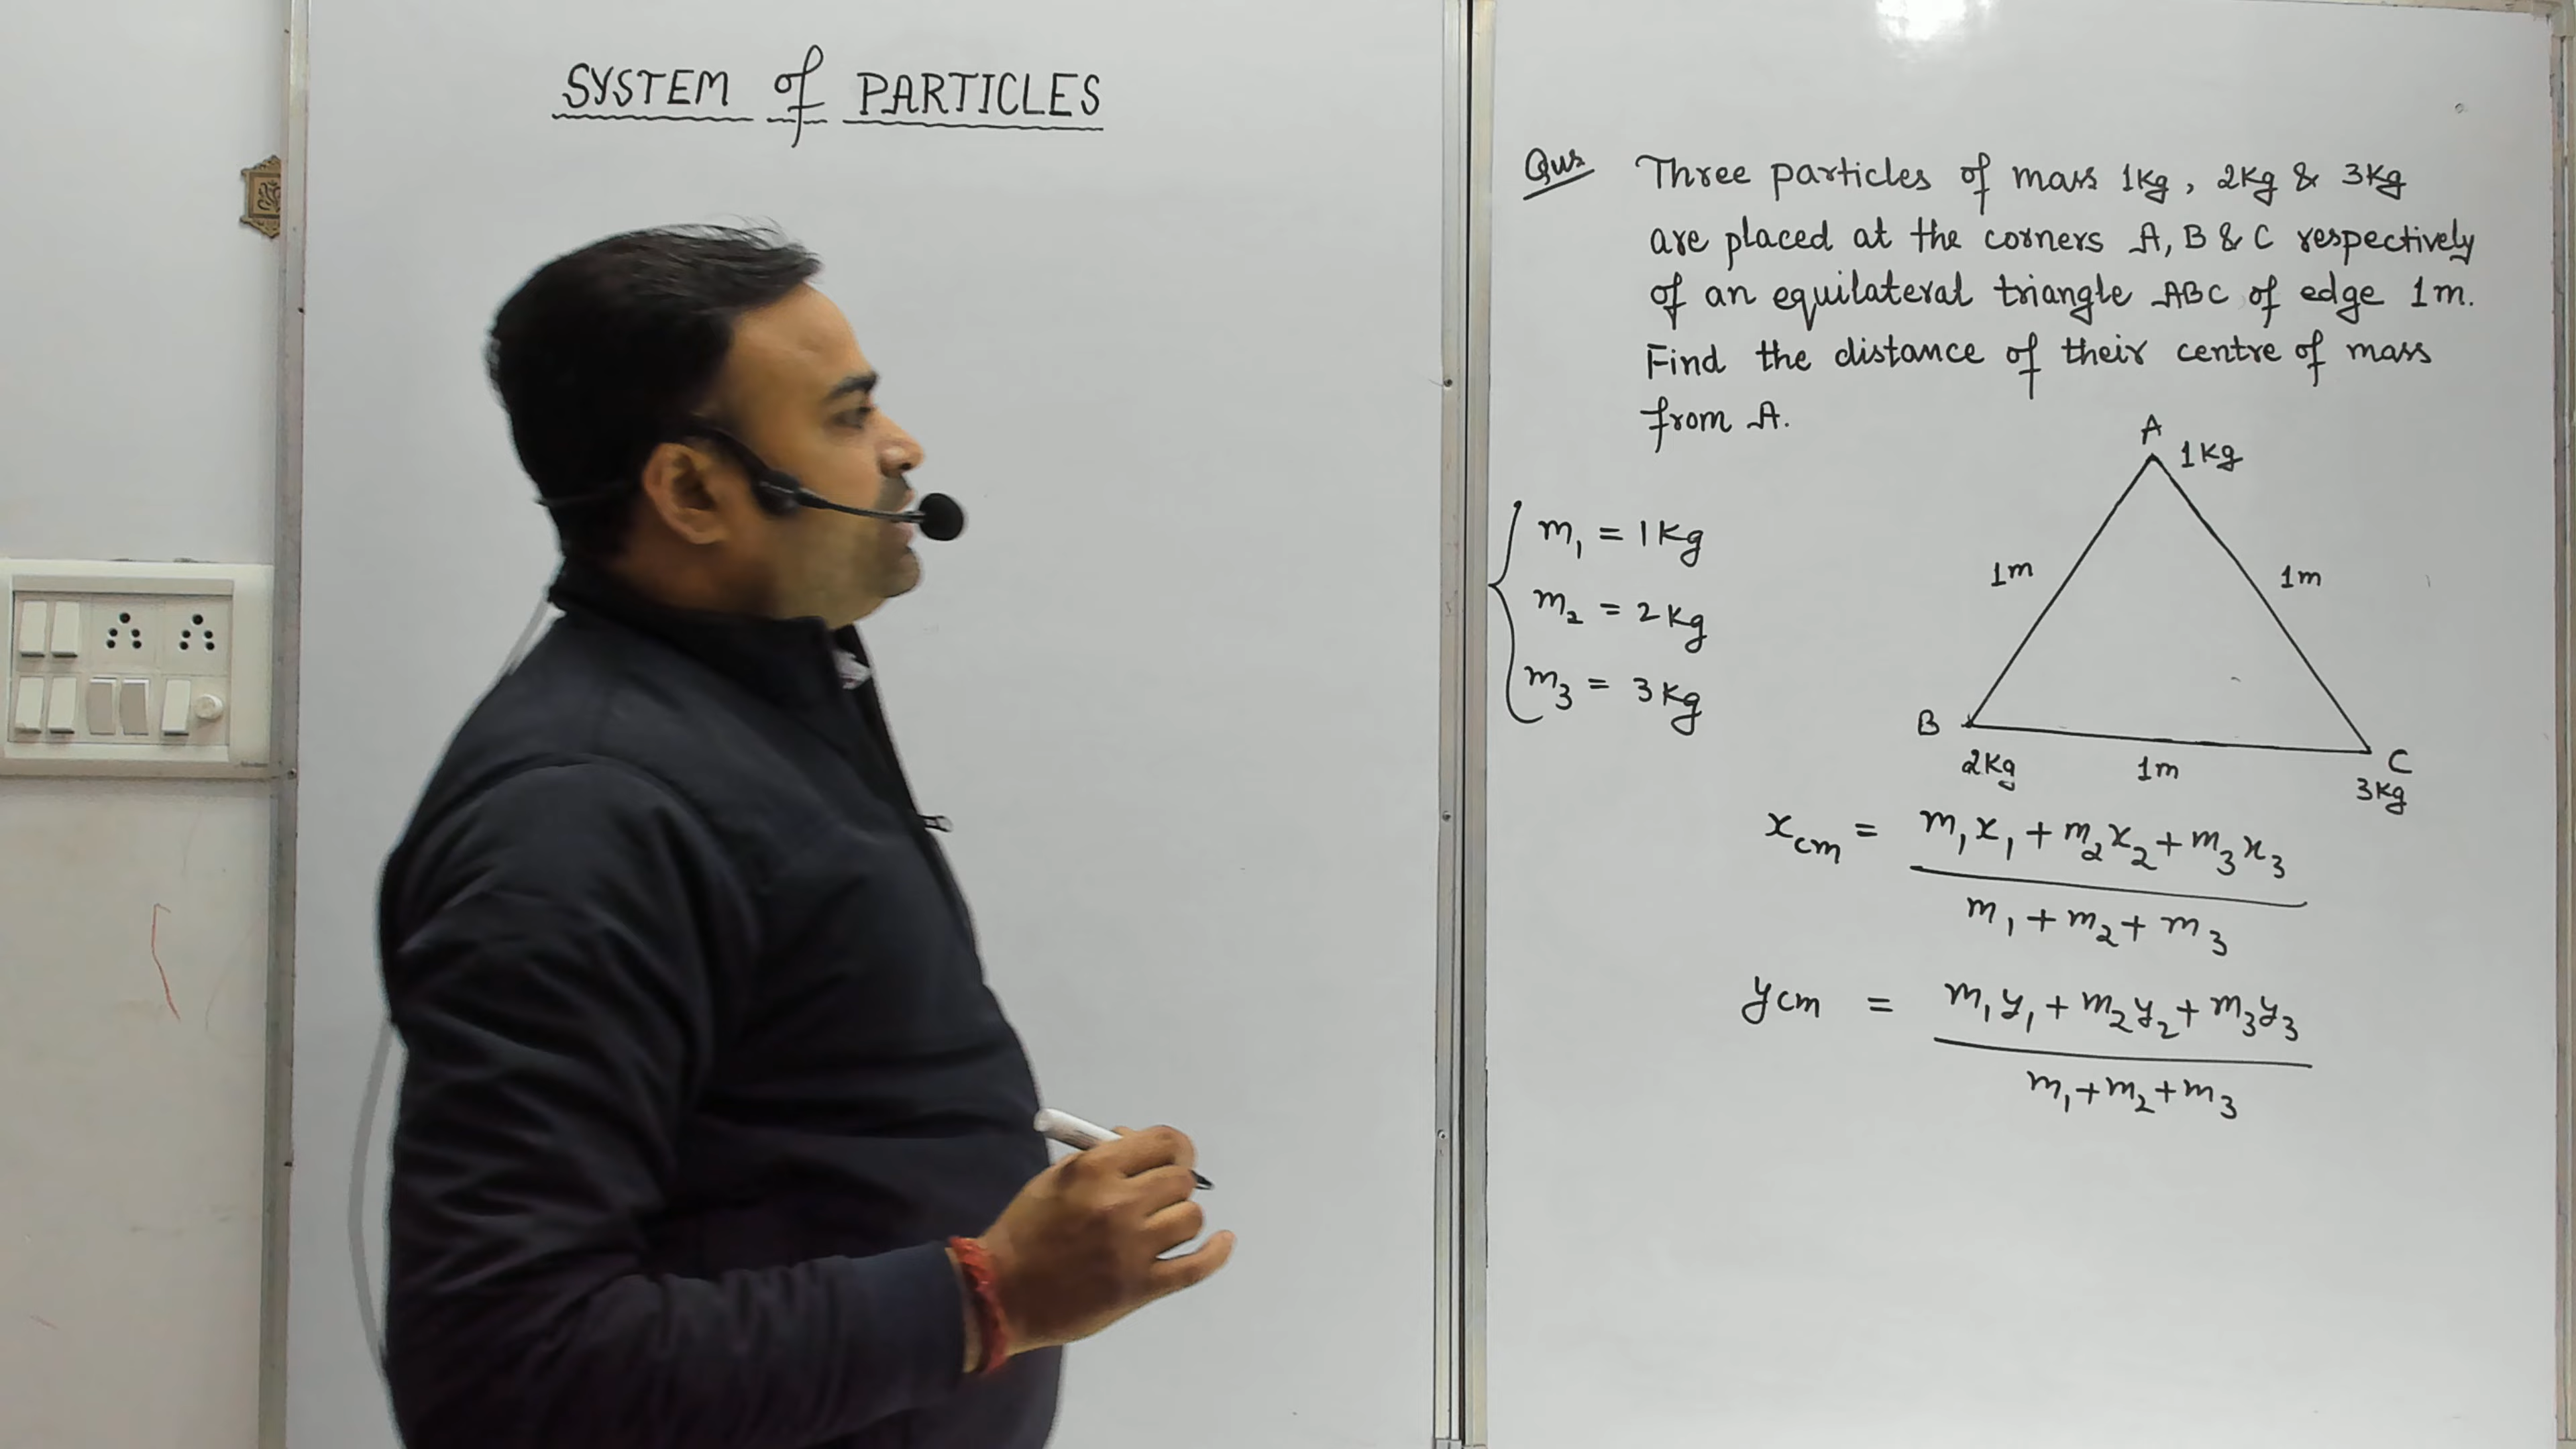 SYSTEM of PARTICLES
Qus Three particles of mass 1Kg, 2Kg & 3Kg
are placed at the corners A, B & C respectively
of an equilateral triangle ABC of edge 1m.
Find the distance of their centre of mass
from A.
A
1Kg
m₁ = 1Kg
m₂ = 2Kg
m₃ = 3Kg
1m
1m
B
2Kg
1m
C
3Kg
x_cm = (m₁x₁ + m₂x₂ + m₃x₃) / (m₁ + m₂ + m₃)
y_cm = (m₁y₁ + m₂y₂ + m₃y₃) / (m₁ + m₂ + m₃)